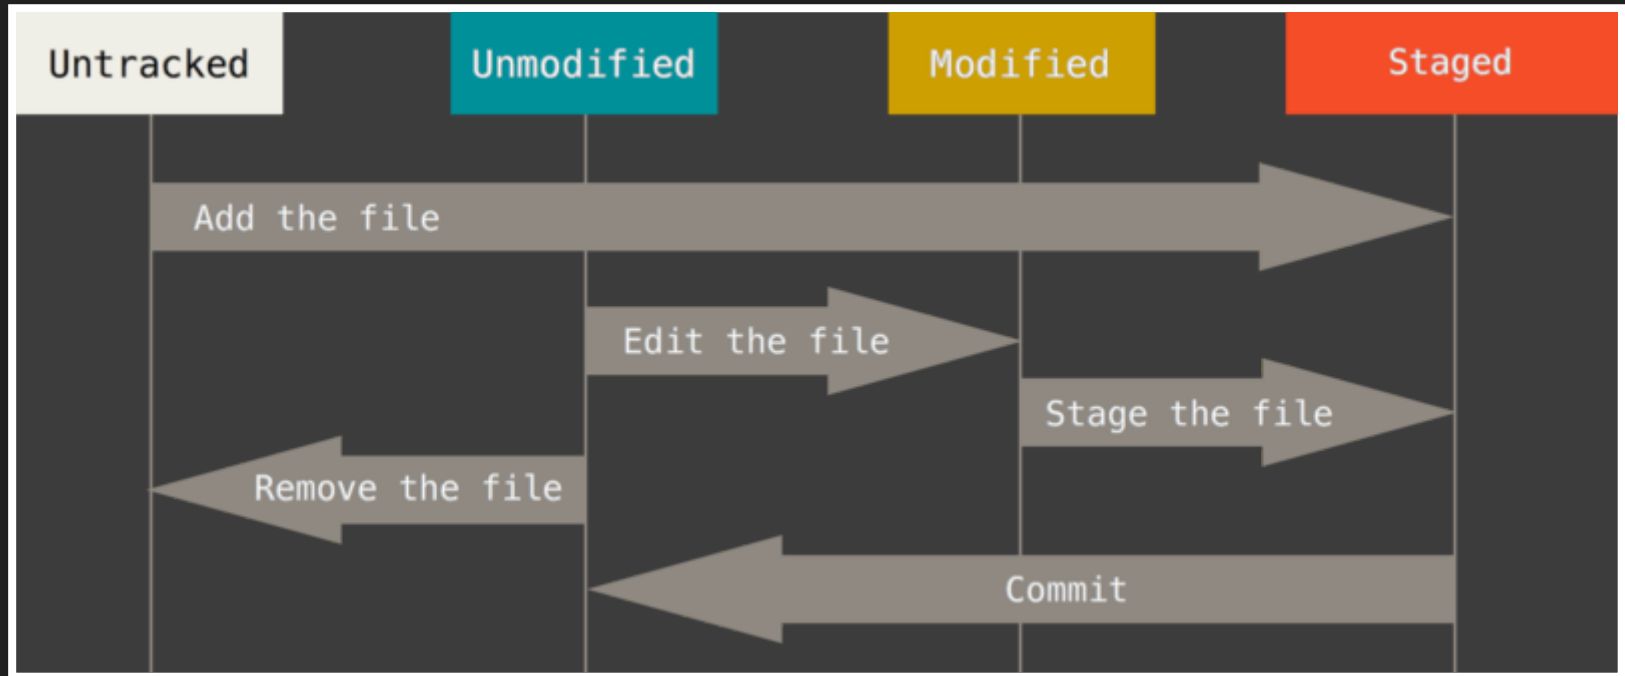 Untracked
Unmodified
Modified
Staged
Add the file
Edit the file
Stage the file
Remove the file
Commit